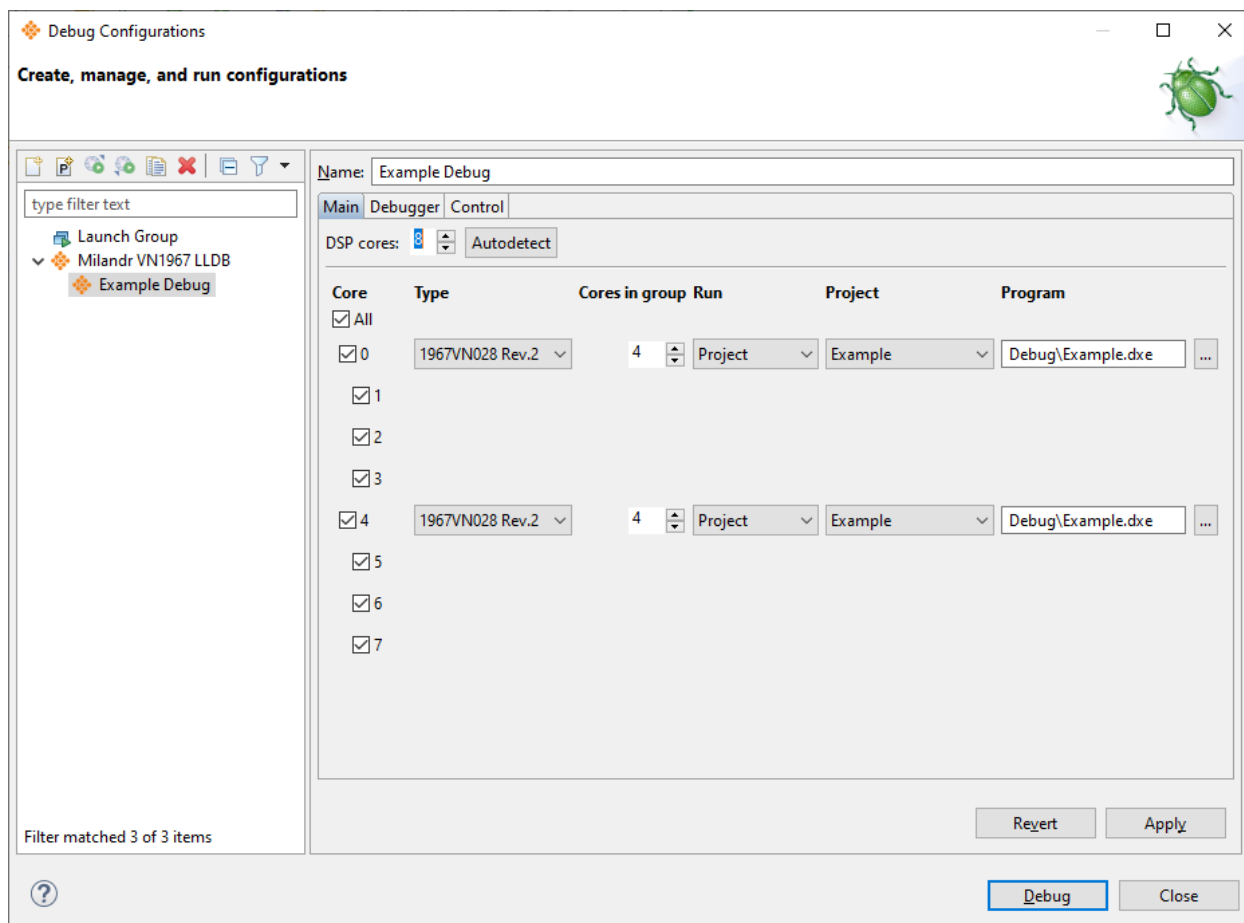 Debug Configurations
Create, manage, and run configurations
P
Name: Example Debug
type filter text
Main Debugger Control
Launch Group
DSP cores: 8 Autodetect
Milandr VN1967 LLDB
Example Debug
Core Type Cores in group Run Project Program
All
0 1967VN028 Rev.2 4 Project Example Debug\Example.dxe ...
1
2
3
4 1967VN028 Rev.2 4 Project Example Debug\Example.dxe ...
5
6
7
Revert Apply
Filter matched 3 of 3 items
? Debug Close